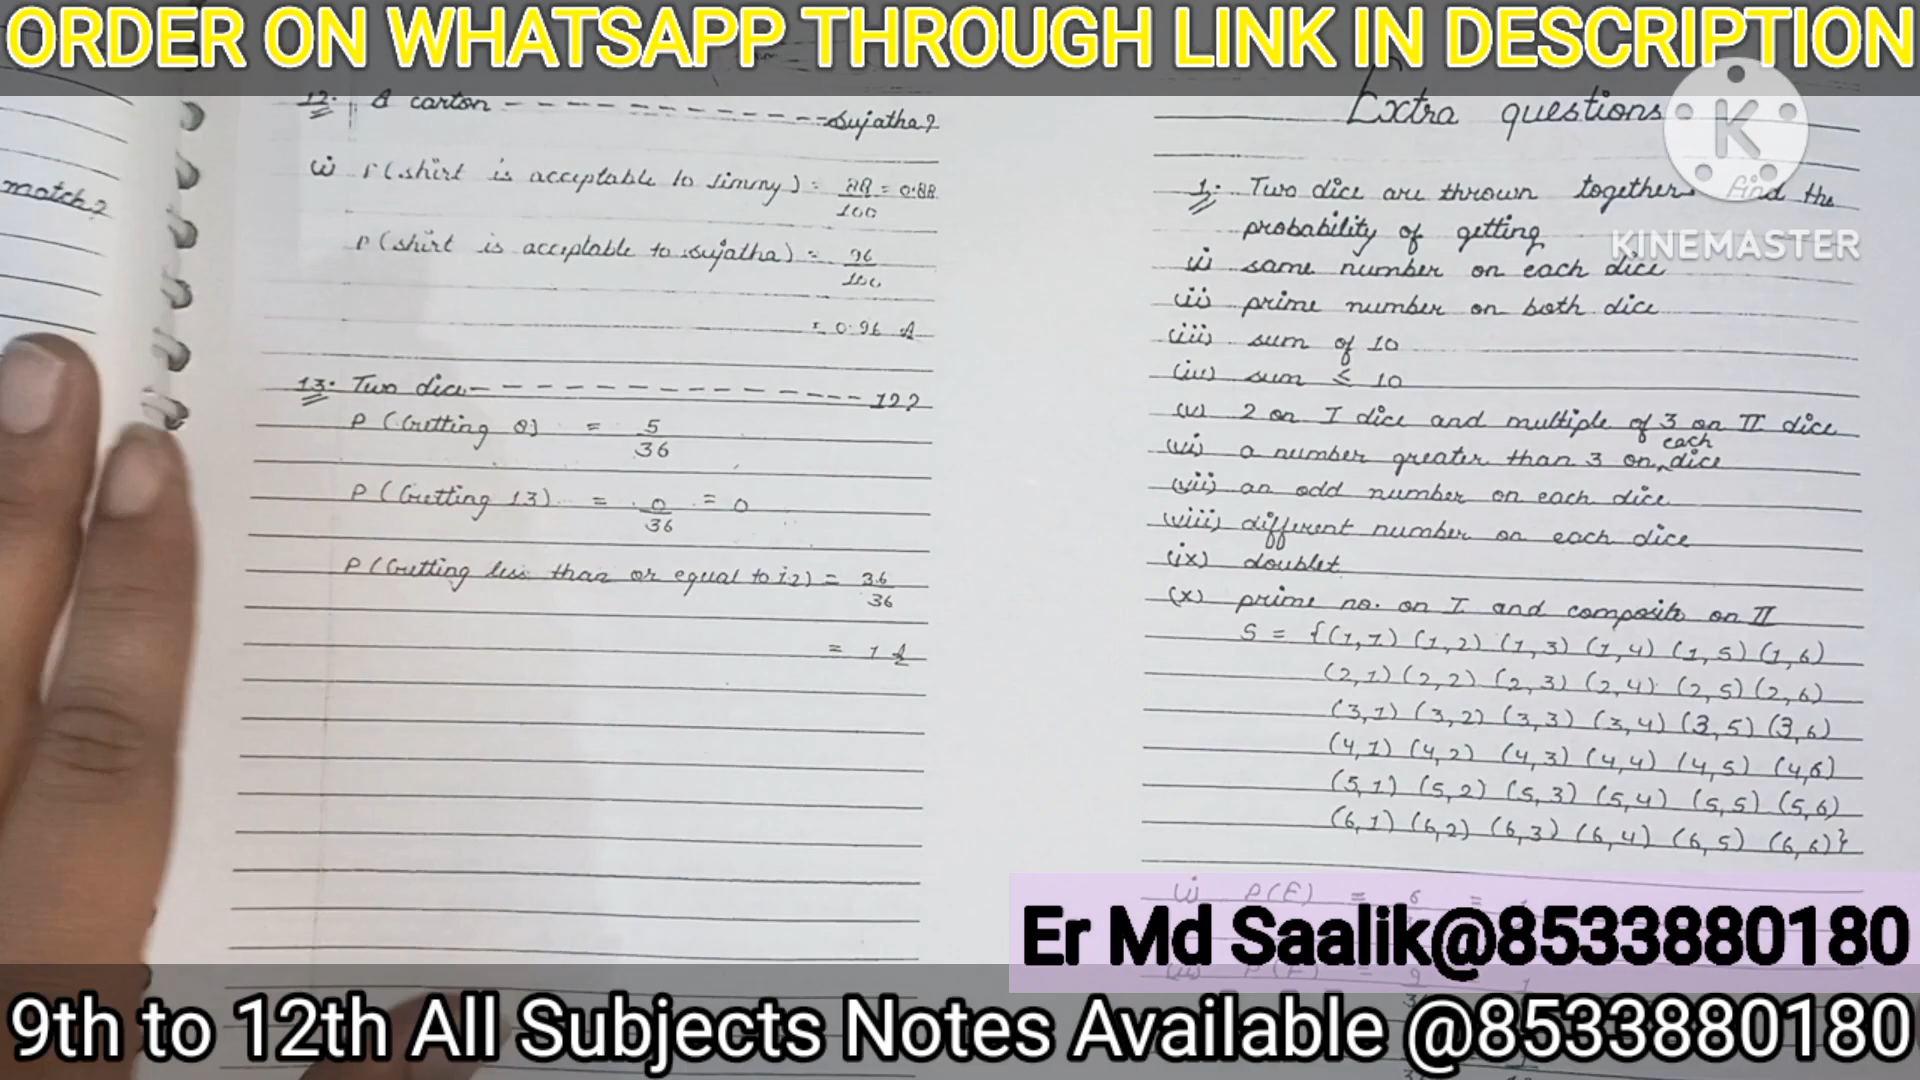 ORDER ON WHATSAPP THROUGH LINK IN DESCRIPTION
match?
12. A carton - - - - - - - - - - - - - Sujatha?
(i) P (shirt is acceptable to Jimmy) = 88/100 = 0.88
P (shirt is acceptable to sujatha) = 96/100
= 0.96 A
13. Two dice - - - - - - - - - - - - - - - 12?
P (Getting 8) = 5/36
P (Getting 13) = 0/36 = 0
P (Getting less than or equal to 12) = 36/36
= 1 A
Extra questions
K
KINEMASTER
1. Two dice are thrown together find the
probability of getting
(i) same number on each dice
(ii) prime number on both dice
(iii) sum of 10
(iv) sum ≤ 10
(v) 2 on I dice and multiple of 3 on II dice
(vi) a number greater than 3 on each dice
(vii) an odd number on each dice
(viii) different number on each dice
(ix) doublet
(x) prime no. on I and composite on II
S = {(1,1) (1,2) (1,3) (1,4) (1,5) (1,6)
(2,1) (2,2) (2,3) (2,4) (2,5) (2,6)
(3,1) (3,2) (3,3) (3,4) (3,5) (3,6)
(4,1) (4,2) (4,3) (4,4) (4,5) (4,6)
(5,1) (5,2) (5,3) (5,4) (5,5) (5,6)
(6,1) (6,2) (6,3) (6,4) (6,5) (6,6)}
(i) P(E) = 6 =
Er Md Saalik@8533880180
(ii) P(E) = 9
9th to 12th All Subjects Notes Available @8533880180